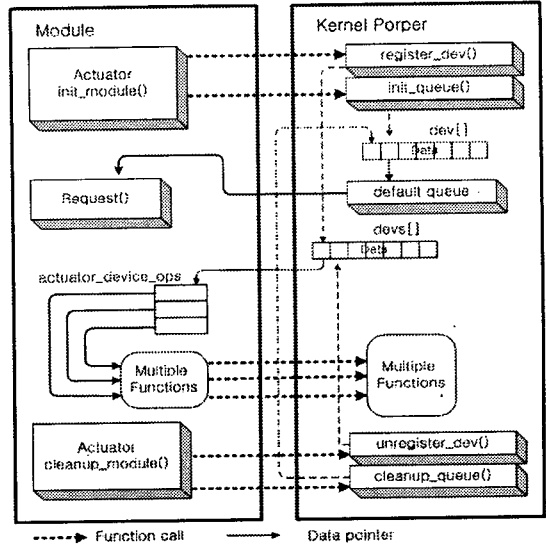 Module
Kernel Porper
Actuator
init_module()
register_dev()
init_queue()
dev[]
Data
Request()
default queue
devs[]
Data
actuator_device_ops
Multiple
Functions
Multiple
Functions
Actuator
cleanup_module()
unregister_dev()
cleanup_queue()
Function call
Data pointer